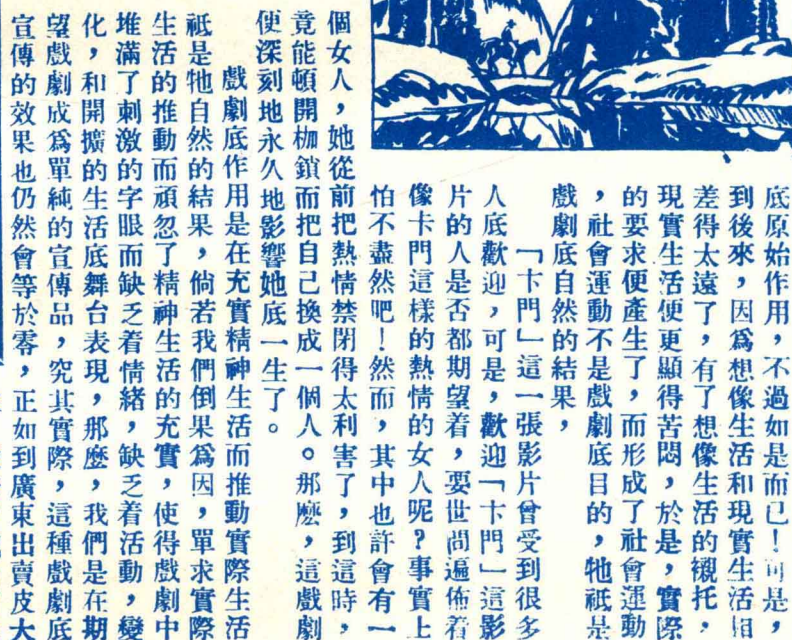 底原始作用，不過如是而已！可是，
到後來，因爲想像生活和現實生活相
差得太遠了，有了想像生活的襯托，
現實生活便更顯得苦悶，於是，實際
的要求便產生了，而形成了社會運動
，社會運動不是戲劇底目的，牠祇是
戲劇底自然的結果，
「卡門」這一張影片曾受到很多
人底歡迎，可是，歡迎「卡門」這影
片的人是否都期望着，要世尚遍佈着
像卡門這樣的熱情的女人呢？事實上
怕不盡然吧！然而，其中也許會有一
個女人，她從前把熱情禁閉得太利害了，到這時，
竟能頓開枷鎖而把自己換成一個人。那麽，這戲劇
便深刻地永久地影響她底一生了。
戲劇底作用是在充實精神生活而推動實際生活
祇是牠自然的結果，倘若我們倒果爲因，單求實際
生活的推動而頑忽了精神生活的充實，使得戲劇中
堆滿了刺激的字眼而缺乏着情緒，缺乏着活動，變
化，和開擴的生活底舞台表現，那麽，我們是在期
望戲劇成爲單純的宣傳品，究其實際，這種戲劇底
宣傳的效果也仍然會等於零，正如到廣東出賣皮大